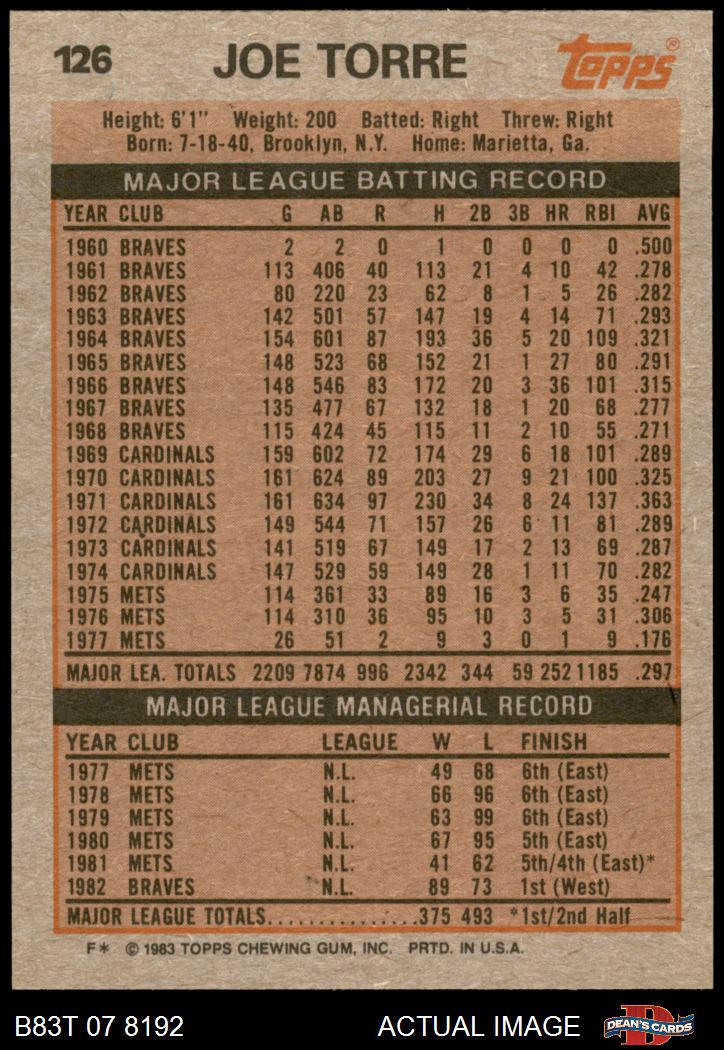 126 JOE TORRE Topps®
Height: 6'1" Weight: 200 Batted: Right Threw: Right
Born: 7-18-40, Brooklyn, N.Y. Home: Marietta, Ga.
MAJOR LEAGUE BATTING RECORD
YEAR CLUB G AB R H 2B 3B HR RBI AVG
1960 BRAVES 2 2 0 1 0 0 0 0 .500
1961 BRAVES 113 406 40 113 21 4 10 42 .278
1962 BRAVES 80 220 23 62 8 1 5 26 .282
1963 BRAVES 142 501 57 147 19 4 14 71 .293
1964 BRAVES 154 601 87 193 36 5 20 109 .321
1965 BRAVES 148 523 68 152 21 1 27 80 .291
1966 BRAVES 148 546 83 172 20 3 36 101 .315
1967 BRAVES 135 477 67 132 18 1 20 68 .277
1968 BRAVES 115 424 45 115 11 2 10 55 .271
1969 CARDINALS 159 602 72 174 29 6 18 101 .289
1970 CARDINALS 161 624 89 203 27 9 21 100 .325
1971 CARDINALS 161 634 97 230 34 8 24 137 .363
1972 CARDINALS 149 544 71 157 26 6 11 81 .289
1973 CARDINALS 141 519 67 149 17 2 13 69 .287
1974 CARDINALS 147 529 59 149 28 1 11 70 .282
1975 METS 114 361 33 89 16 3 6 35 .247
1976 METS 114 310 36 95 10 3 5 31 .306
1977 METS 26 51 2 9 3 0 1 9 .176
MAJOR LEA. TOTALS 2209 7874 996 2342 344 59 252 1185 .297
MAJOR LEAGUE MANAGERIAL RECORD
YEAR CLUB LEAGUE W L FINISH
1977 METS N.L. 49 68 6th (East)
1978 METS N.L. 66 96 6th (East)
1979 METS N.L. 63 99 6th (East)
1980 METS N.L. 67 95 5th (East)
1981 METS N.L. 41 62 5th/4th (East)*
1982 BRAVES N.L. 89 73 1st (West)
MAJOR LEAGUE TOTALS...............375 493 *1st/2nd Half
F* © 1983 TOPPS CHEWING GUM, INC. PRTD. IN U.S.A.
B83T 07 8192 ACTUAL IMAGE D DEAN'S CARDS